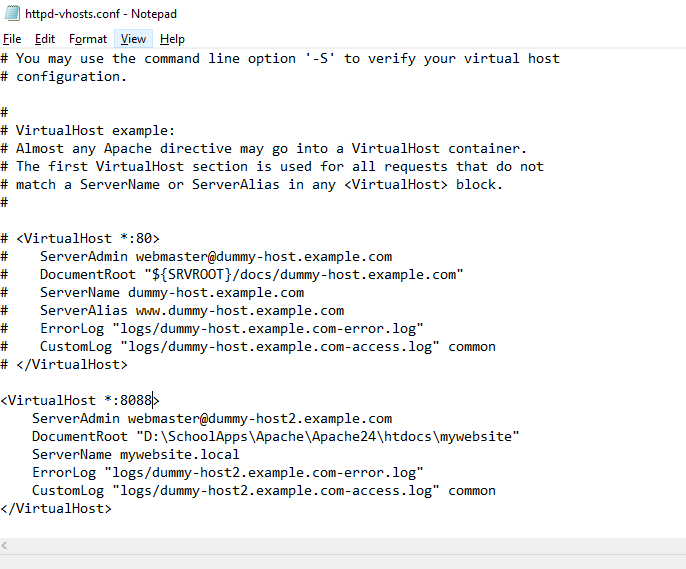 httpd-vhosts.conf - Notepad
File Edit Format View Help
# You may use the command line option '-S' to verify your virtual host
# configuration.
#
# VirtualHost example:
# Almost any Apache directive may go into a VirtualHost container.
# The first VirtualHost section is used for all requests that do not
# match a ServerName or ServerAlias in any <VirtualHost> block.
#
# <VirtualHost *:80>
#    ServerAdmin webmaster@dummy-host.example.com
#    DocumentRoot "${SRVROOT}/docs/dummy-host.example.com"
#    ServerName dummy-host.example.com
#    ServerAlias www.dummy-host.example.com
#    ErrorLog "logs/dummy-host.example.com-error.log"
#    CustomLog "logs/dummy-host.example.com-access.log" common
# </VirtualHost>
<VirtualHost *:8088>
    ServerAdmin webmaster@dummy-host2.example.com
    DocumentRoot "D:\SchoolApps\Apache\Apache24\htdocs\mywebsite"
    ServerName mywebsite.local
    ErrorLog "logs/dummy-host2.example.com-error.log"
    CustomLog "logs/dummy-host2.example.com-access.log" common
</VirtualHost>